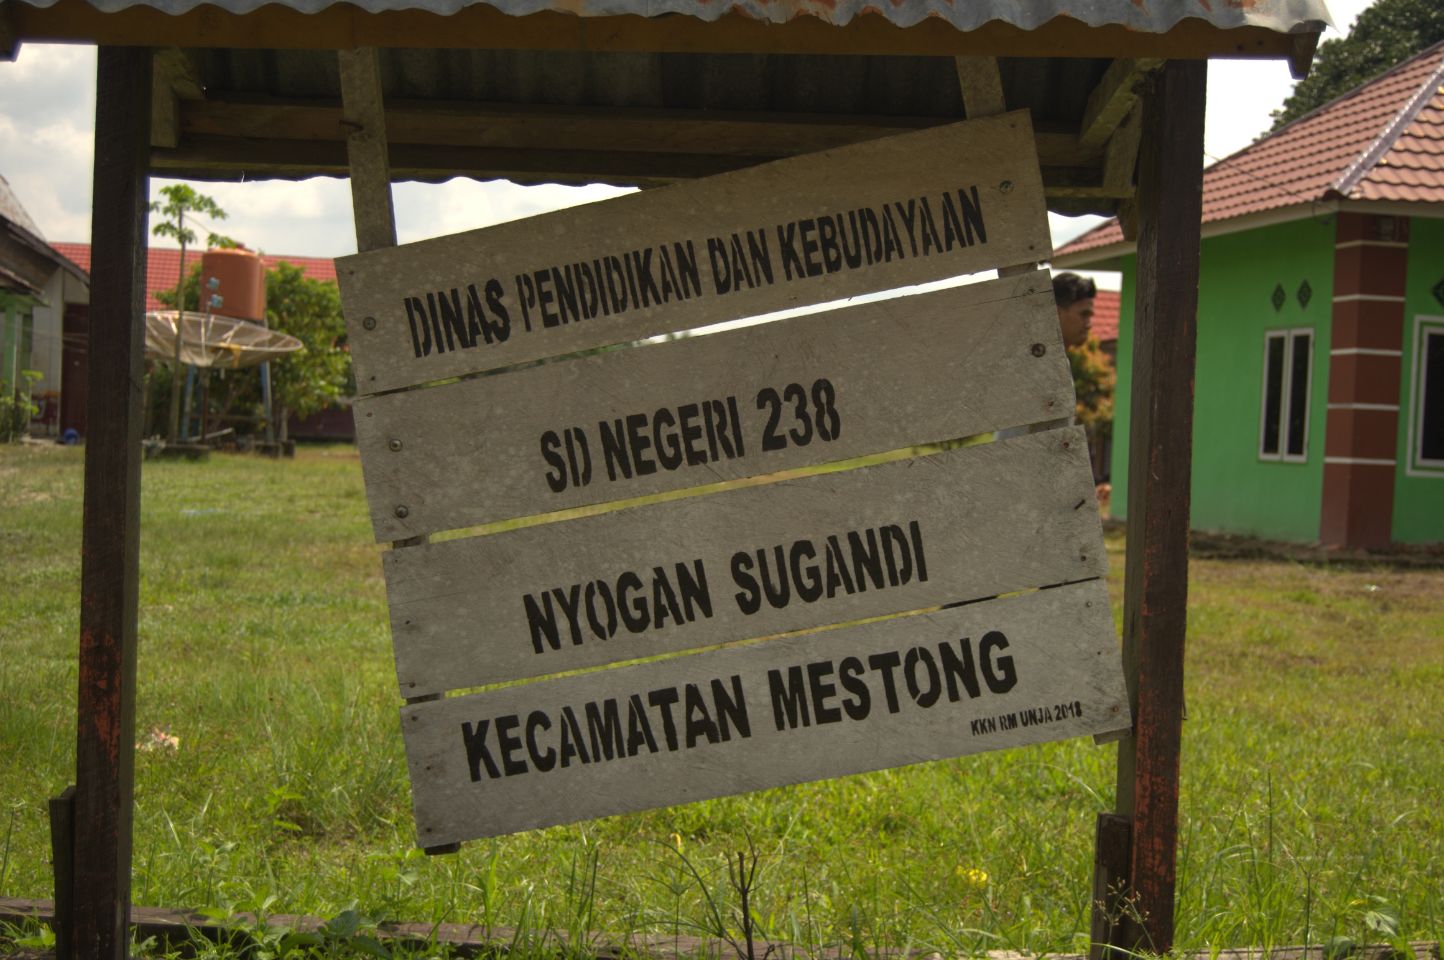 DINAS PENDIDIKAN DAN KEBUDAYAAN
SD NEGERI 238
NYOGAN SUGANDI
KECAMATAN MESTONG
KKN RM UNJA 2018